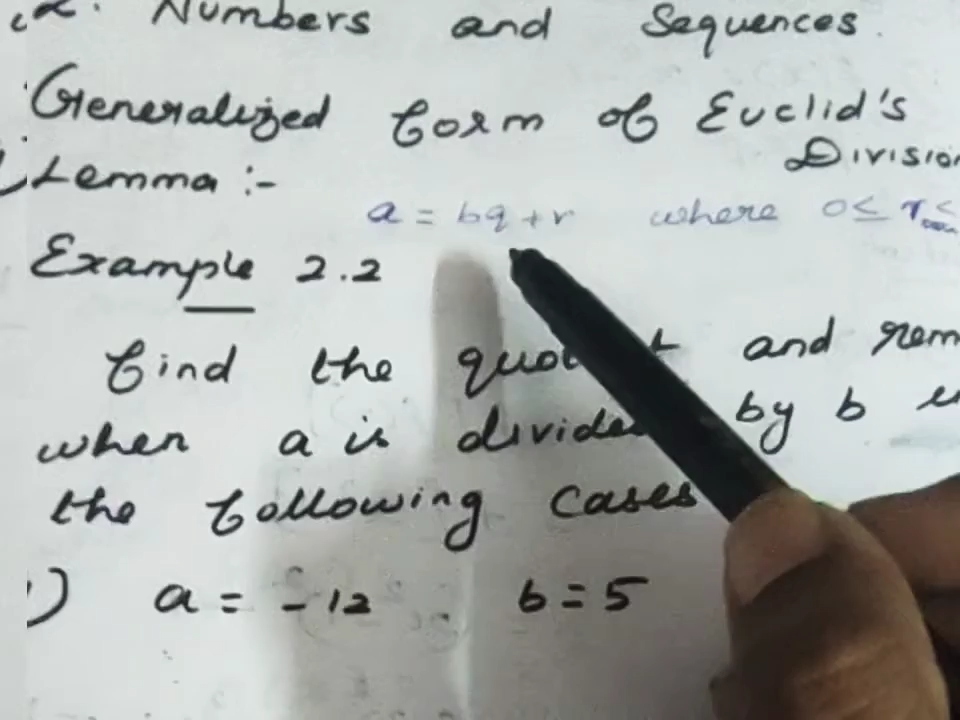 Numbers and Sequences.
Generalized form of Euclid's
Division
Lemma :-
a = bq + r where 0 ≤ r
Example 2.2
Find the and
when a is divided by b
the following cases
a = - 12 b = 5